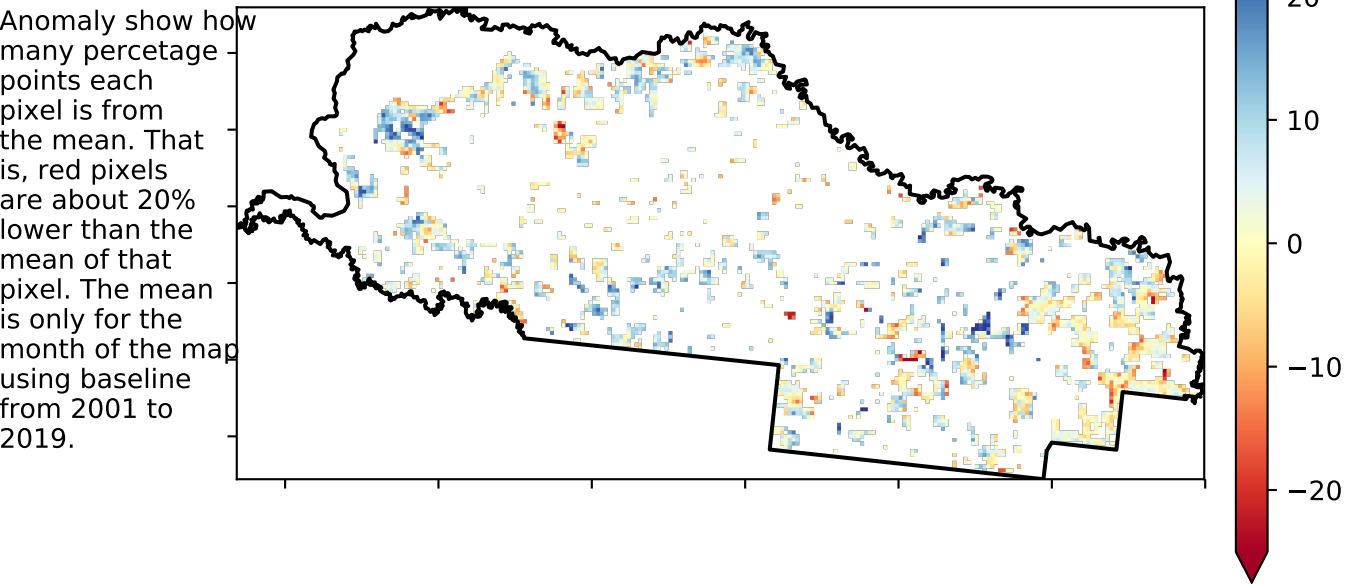 Anomaly show how
many percetage
points each
pixel is from
the mean. That
is, red pixels
are about 20%
lower than the
mean of that
pixel. The mean
is only for the
month of the map
using baseline
from 2001 to
2019.
20
10
0
−10
−20